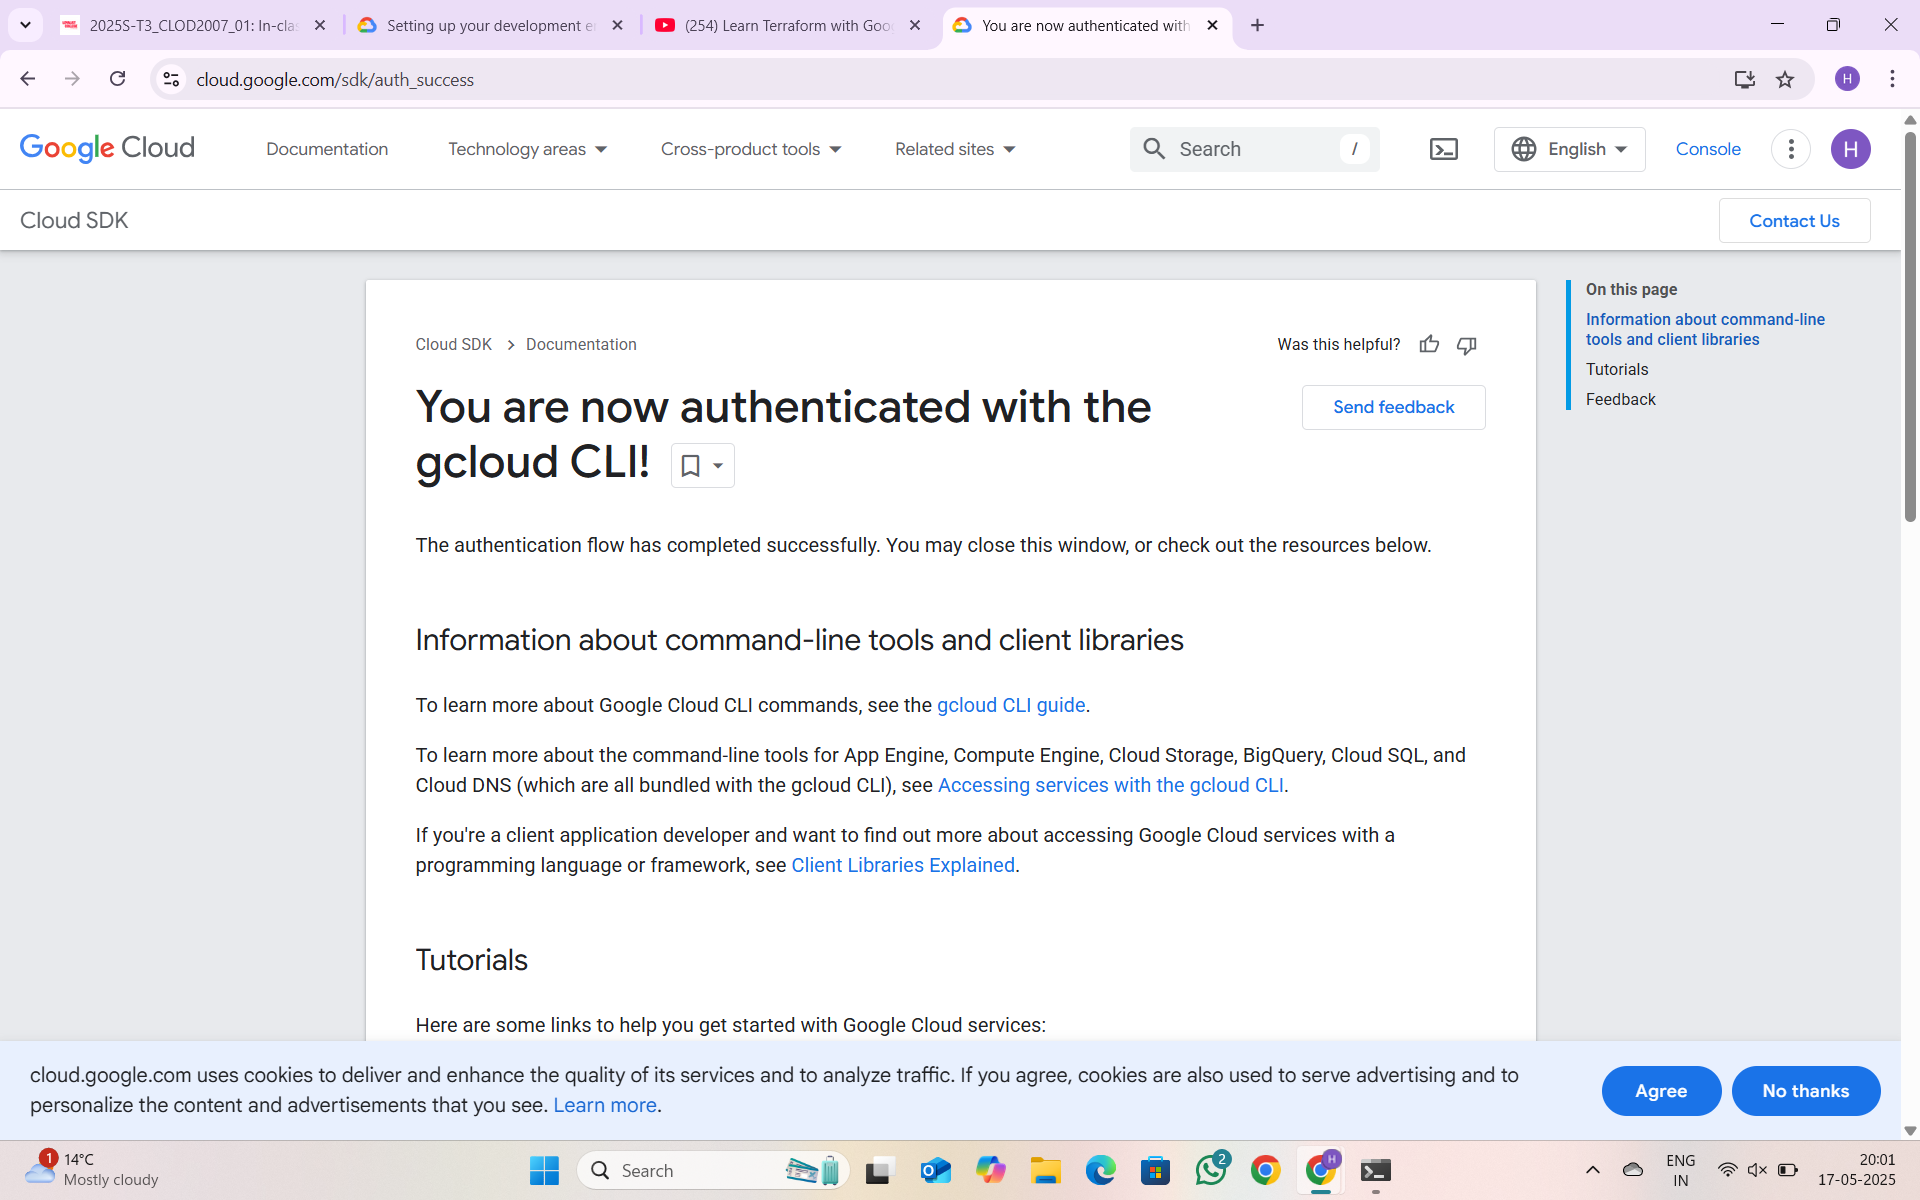 2025S-T3_CLOD2007_01: In-clas
Setting up your development e
(254) Learn Terraform with Goo
You are now authenticated with
cloud.google.com/sdk/auth_success
H
Google Cloud
Documentation
Technology areas
Cross-product tools
Related sites
Search
/
English
Console
H
Cloud SDK
Contact Us
Cloud SDK
Documentation
Was this helpful?
You are now authenticated with the
gcloud CLI!
Send feedback
The authentication flow has completed successfully. You may close this window, or check out the resources below.
Information about command-line tools and client libraries
To learn more about Google Cloud CLI commands, see the gcloud CLI guide.
To learn more about the command-line tools for App Engine, Compute Engine, Cloud Storage, BigQuery, Cloud SQL, and
Cloud DNS (which are all bundled with the gcloud CLI), see Accessing services with the gcloud CLI.
If you're a client application developer and want to find out more about accessing Google Cloud services with a
programming language or framework, see Client Libraries Explained.
Tutorials
Here are some links to help you get started with Google Cloud services:
On this page
Information about command-line
tools and client libraries
Tutorials
Feedback
cloud.google.com uses cookies to deliver and enhance the quality of its services and to analyze traffic. If you agree, cookies are also used to serve advertising and to
personalize the content and advertisements that you see. Learn more.
Agree
No thanks
1
14°C
Mostly cloudy
Search
2
H
ENG
IN
20:01
17-05-2025